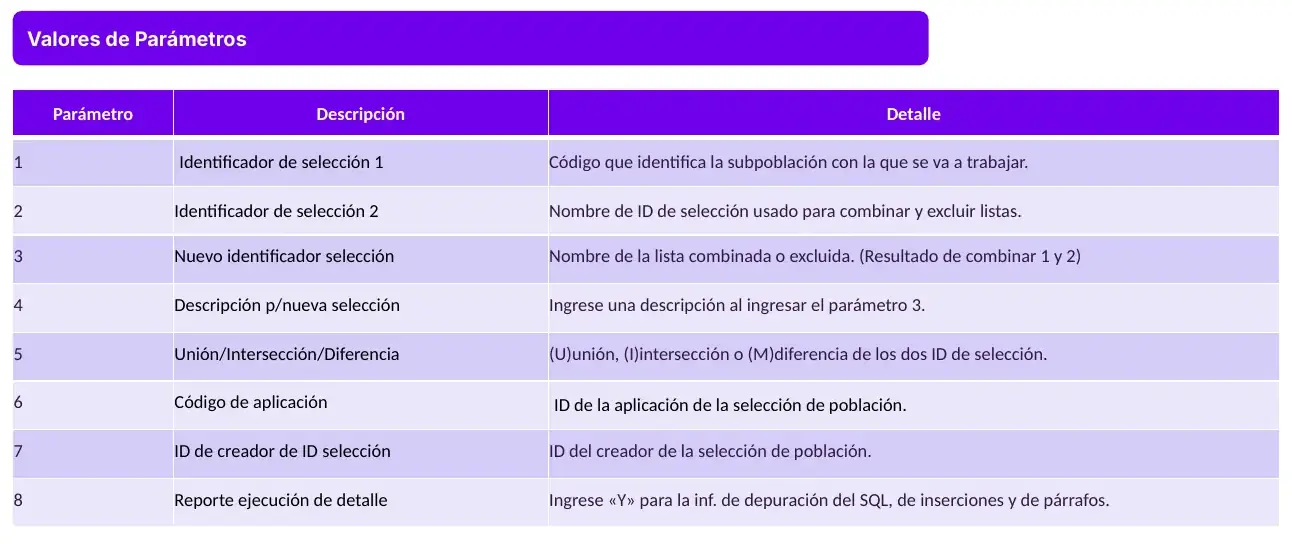 Valores de Parámetros
Parámetro Descripción Detalle
1 Identificador de selección 1 Código que identifica la subpoblación con la que se va a trabajar.
2 Identificador de selección 2 Nombre de ID de selección usado para combinar y excluir listas.
3 Nuevo identificador selección Nombre de la lista combinada o excluida. (Resultado de combinar 1 y 2)
4 Descripción p/nueva selección Ingrese una descripción al ingresar el parámetro 3.
5 Unión/Intersección/Diferencia (U)unión, (I)intersección o (M)diferencia de los dos ID de selección.
6 Código de aplicación ID de la aplicación de la selección de población.
7 ID de creador de ID selección ID del creador de la selección de población.
8 Reporte ejecución de detalle Ingrese «Y» para la inf. de depuración del SQL, de inserciones y de párrafos.